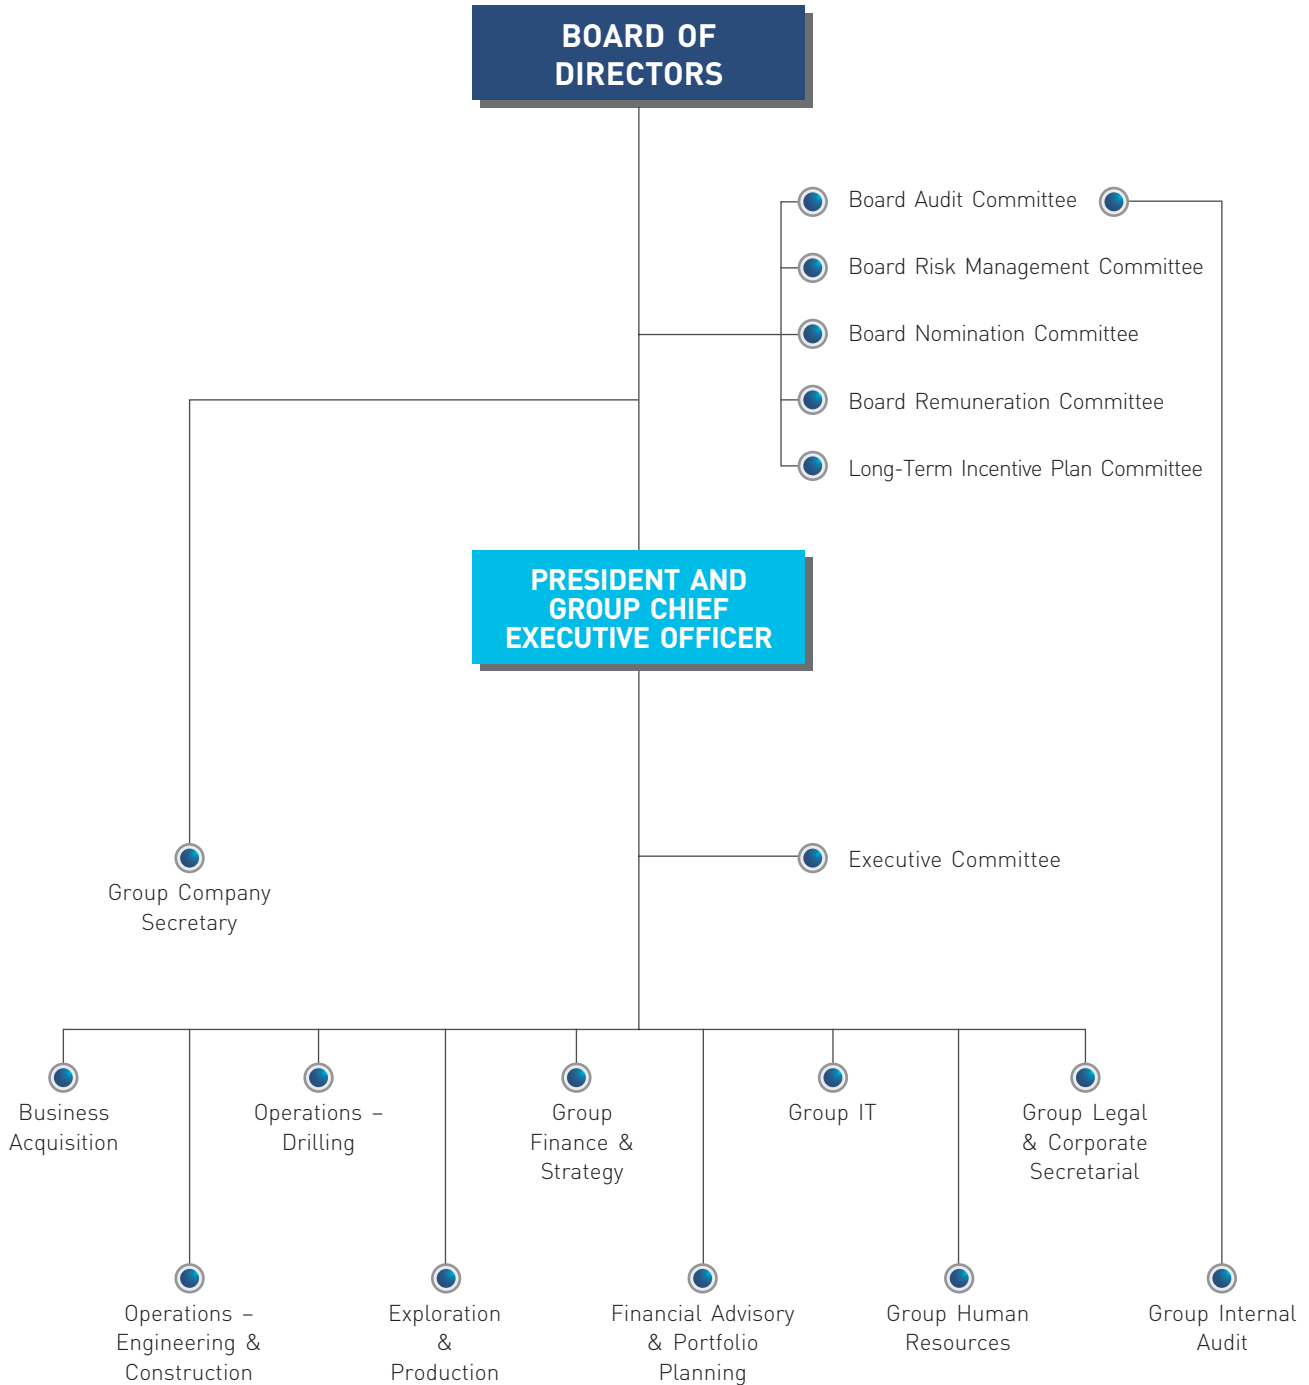 BOARD OF
DIRECTORS
Board Audit Committee
Board Risk Management Committee
Board Nomination Committee
Board Remuneration Committee
Long-Term Incentive Plan Committee
PRESIDENT AND
GROUP CHIEF
EXECUTIVE OFFICER
Group Company
Secretary
Executive Committee
Business
Acquisition
Operations –
Drilling
Group
Finance &
Strategy
Group IT
Group Legal
& Corporate
Secretarial
Operations –
Engineering &
Construction
Exploration
&
Production
Financial Advisory
& Portfolio
Planning
Group Human
Resources
Group Internal
Audit